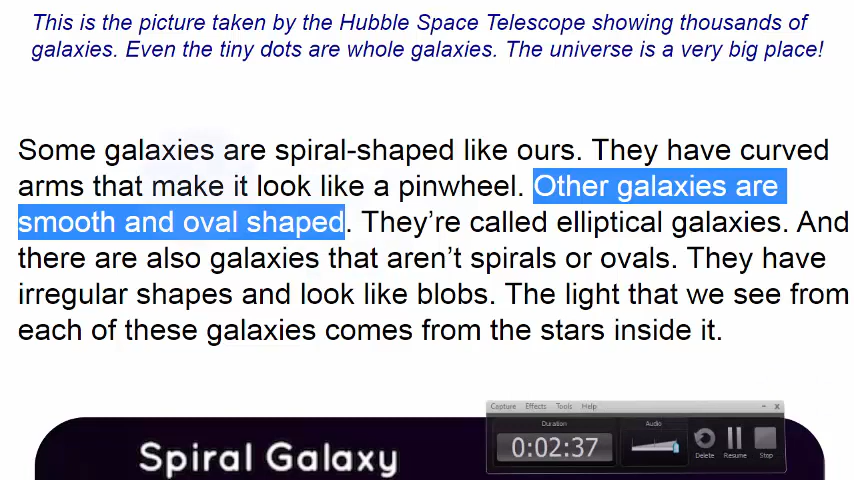 This is the picture taken by the Hubble Space Telescope showing thousands of
galaxies. Even the tiny dots are whole galaxies. The universe is a very big place!
Some galaxies are spiral-shaped like ours. They have curved
arms that make it look like a pinwheel. Other galaxies are
smooth and oval shaped. They’re called elliptical galaxies. And
there are also galaxies that aren’t spirals or ovals. They have
irregular shapes and look like blobs. The light that we see from
each of these galaxies comes from the stars inside it.
Capture Effects Tools Help
Duration Audio
0:02:37
Delete Resume Stop
Spiral Galaxy